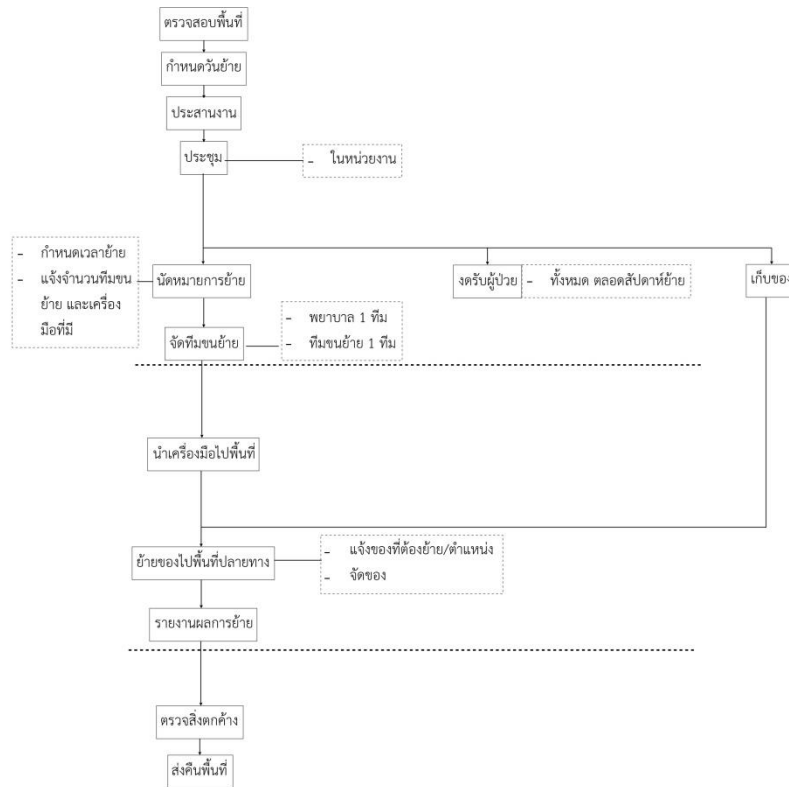 ตรวจสอบพื้นที่
กำหนดวันย้าย
ประสานงาน
ประชุม
- ในหน่วยงาน
- กำหนดเวลาย้าย
- แจ้งจำนวนทีมขน
ย้าย และเครื่อง
มือที่มี
นัดหมายการย้าย
งดรับผู้ป่วย
- ทั้งหมด ตลอดสัปดาห์ย้าย
เก็บของ
จัดทีมขนย้าย
- พยาบาล 1 ทีม
- ทีมขนย้าย 1 ทีม
นำเครื่องมือไปพื้นที่
ย้ายของไปพื้นที่ปลายทาง
- แจ้งของที่ต้องย้าย/ตำแหน่ง
- จัดของ
รายงานผลการย้าย
ตรวจสิ่งตกค้าง
ส่งคืนพื้นที่